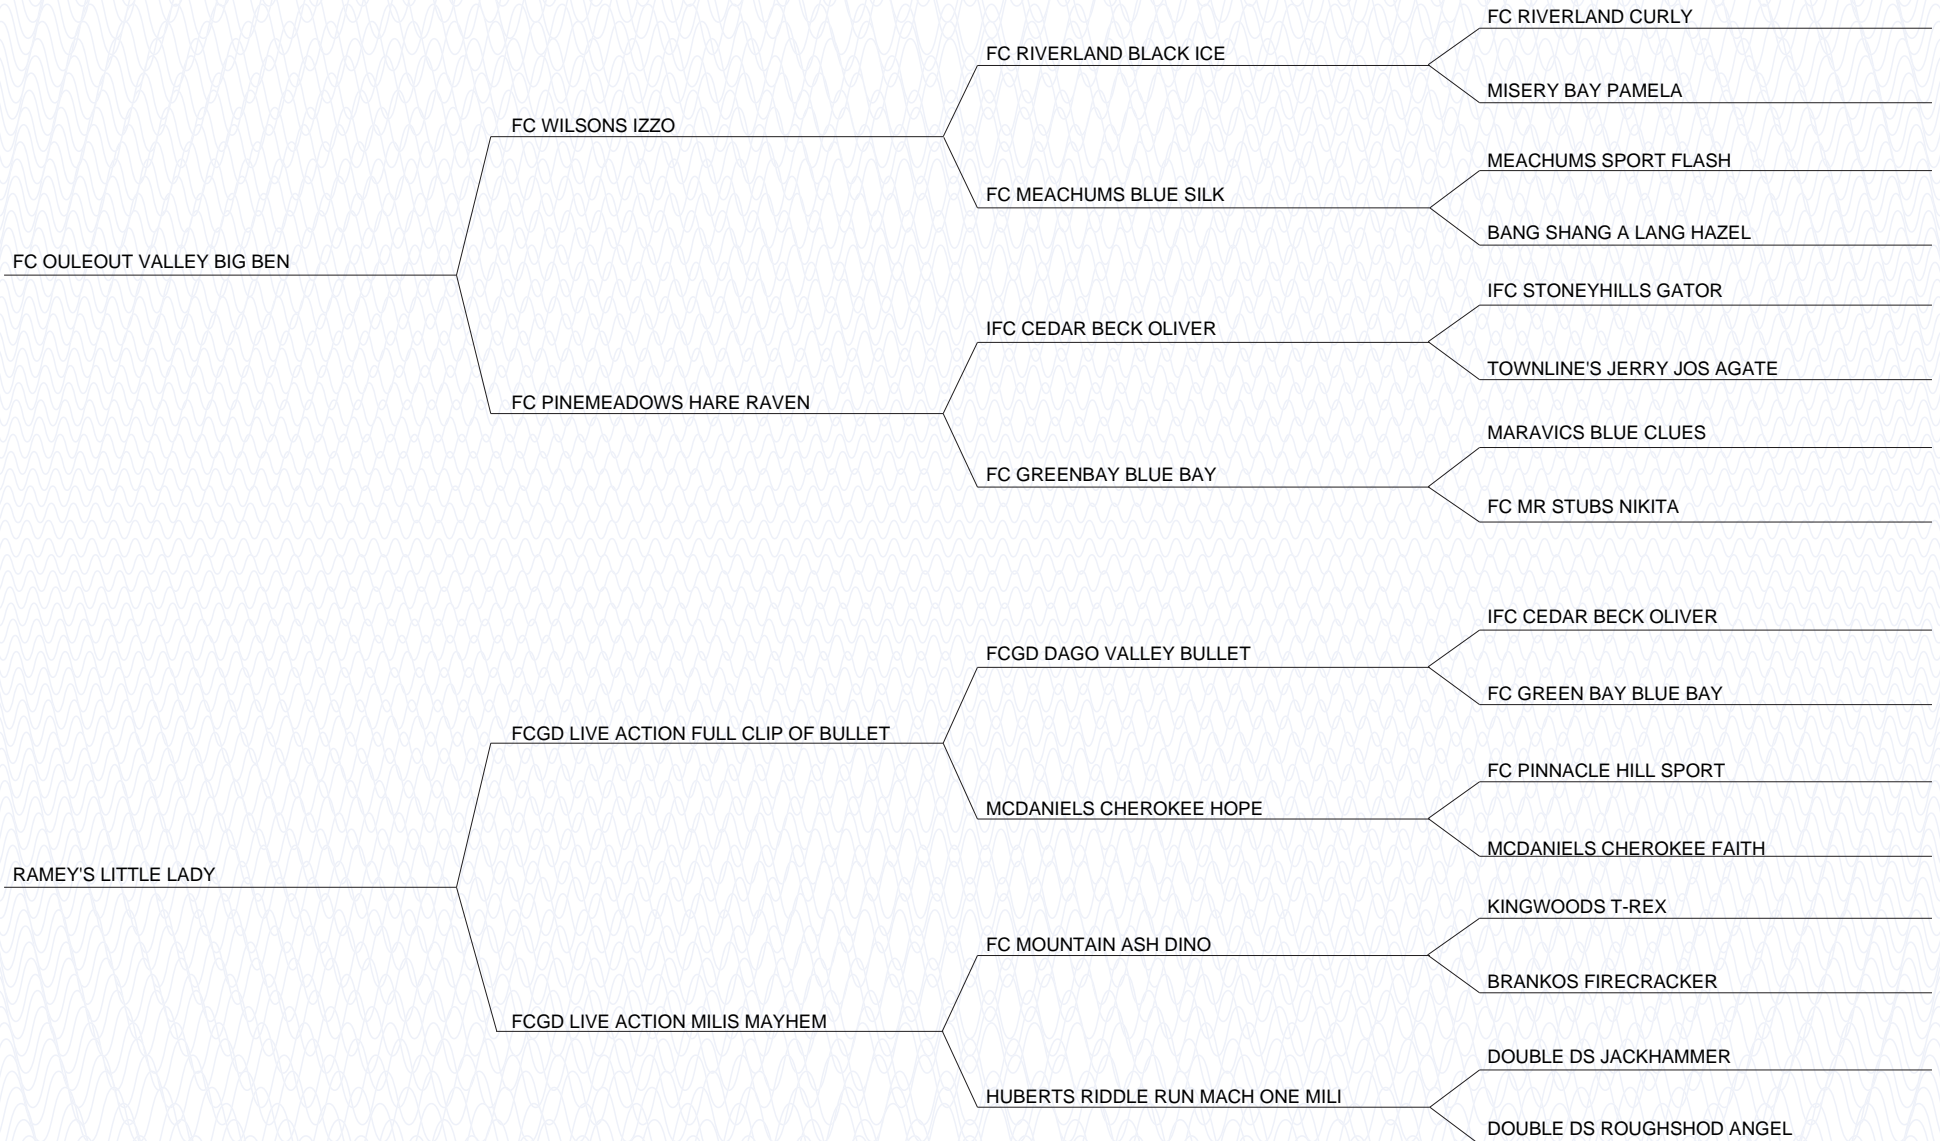 FC RIVERLAND CURLY
FC RIVERLAND BLACK ICE
MISERY BAY PAMELA
FC WILSONS IZZO
MEACHUMS SPORT FLASH
FC MEACHUMS BLUE SILK
BANG SHANG A LANG HAZEL
FC OULEOUT VALLEY BIG BEN
IFC STONEYHILLS GATOR
IFC CEDAR BECK OLIVER
TOWNLINE'S JERRY JOS AGATE
FC PINEMEADOWS HARE RAVEN
MARAVICS BLUE CLUES
FC GREENBAY BLUE BAY
FC MR STUBS NIKITA
IFC CEDAR BECK OLIVER
FCGD DAGO VALLEY BULLET
FC GREEN BAY BLUE BAY
FCGD LIVE ACTION FULL CLIP OF BULLET
FC PINNACLE HILL SPORT
MCDANIELS CHEROKEE HOPE
MCDANIELS CHEROKEE FAITH
RAMEY'S LITTLE LADY
KINGWOODS T-REX
FC MOUNTAIN ASH DINO
BRANKOS FIRECRACKER
FCGD LIVE ACTION MILIS MAYHEM
DOUBLE DS JACKHAMMER
HUBERTS RIDDLE RUN MACH ONE MILI
DOUBLE DS ROUGHSHOD ANGEL